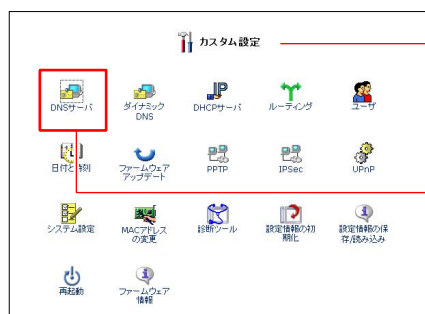 カスタム設定
DNSサーバ
ダイナミック
DNS
DHCPサーバ
ルーティング
ユーザ
日付と時刻
ファームウェア
アップデート
PPTP
IPSec
UPnP
システム設定
MACアドレス
の変更
診断ツール
設定情報の初
期化
設定情報の保
存/読み込み
再起動
ファームウェア
情報